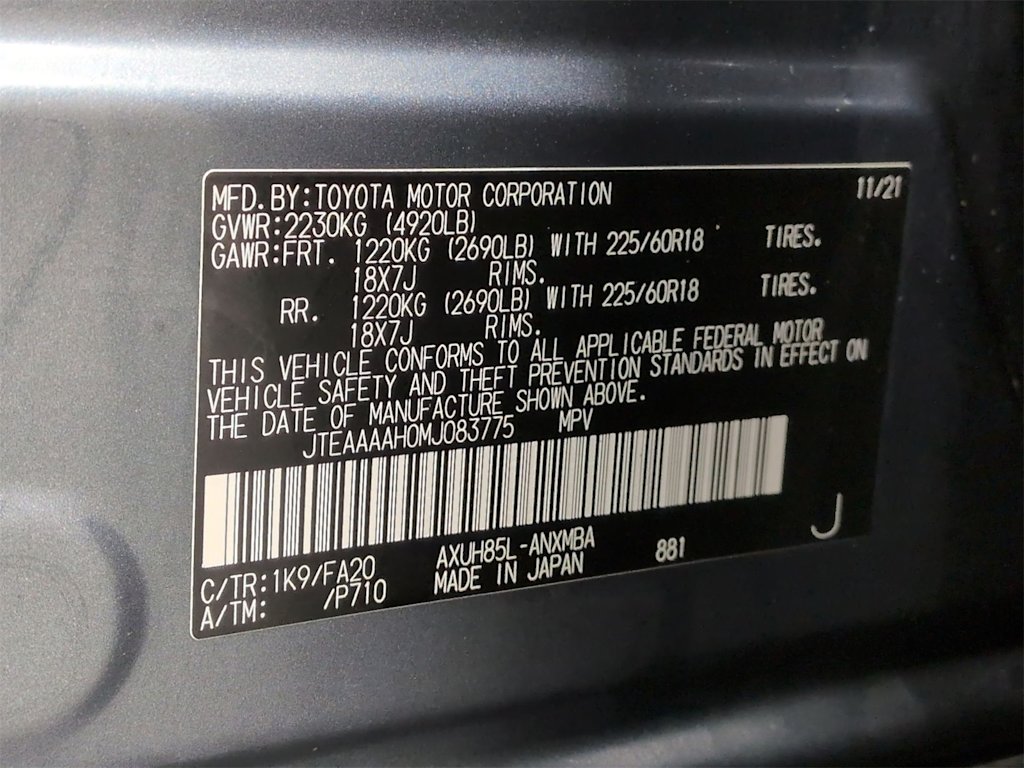 MFD. BY: TOYOTA MOTOR CORPORATION 11/21
GVWR: 2230KG (4920LB)
GAWR: FRT. 1220KG (2690LB) WITH 225/60R18 TIRES.
18X7J RIMS.
RR. 1220KG (2690LB) WITH 225/60R18 TIRES.
18X7J RIMS.
THIS VEHICLE CONFORMS TO ALL APPLICABLE FEDERAL MOTOR
VEHICLE SAFETY AND THEFT PREVENTION STANDARDS IN EFFECT ON
THE DATE OF MANUFACTURE SHOWN ABOVE.
JTEAAAAH0MJ083775 MPV
C/TR: 1K9/FA20 AXUH85L-ANXMBA 881 J
A/TM: /P710 MADE IN JAPAN